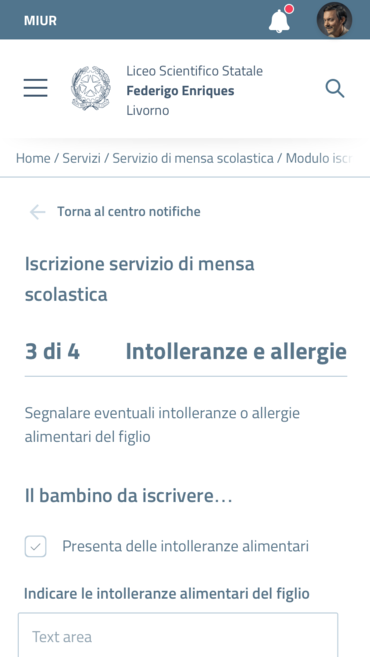 MIUR
Liceo Scientifico Statale
Federigo Enriques
Livorno
Home / Servizi / Servizio di mensa scolastica / Modulo isc
Torna al centro notifiche
Iscrizione servizio di mensa
scolastica
3 di 4 Intolleranze e allergie
Segnalare eventuali intolleranze o allergie
alimentari del figlio
Il bambino da iscrivere…
Presenta delle intolleranze alimentari
Indicare le intolleranze alimentari del figlio
Text area